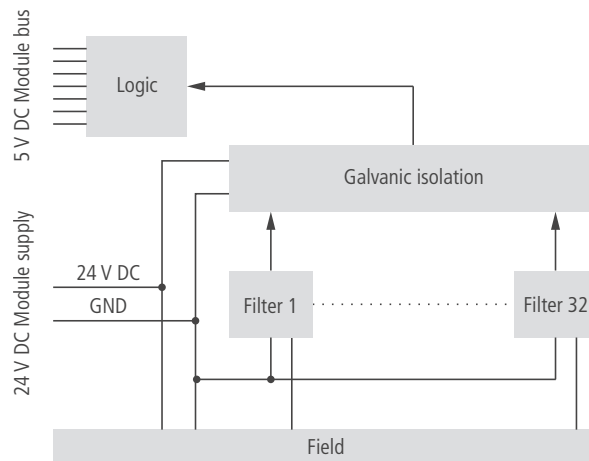 5 V DC Module bus
Logic
Galvanic isolation
24 V DC Module supply
24 V DC
GND
Filter 1
Filter 32
Field